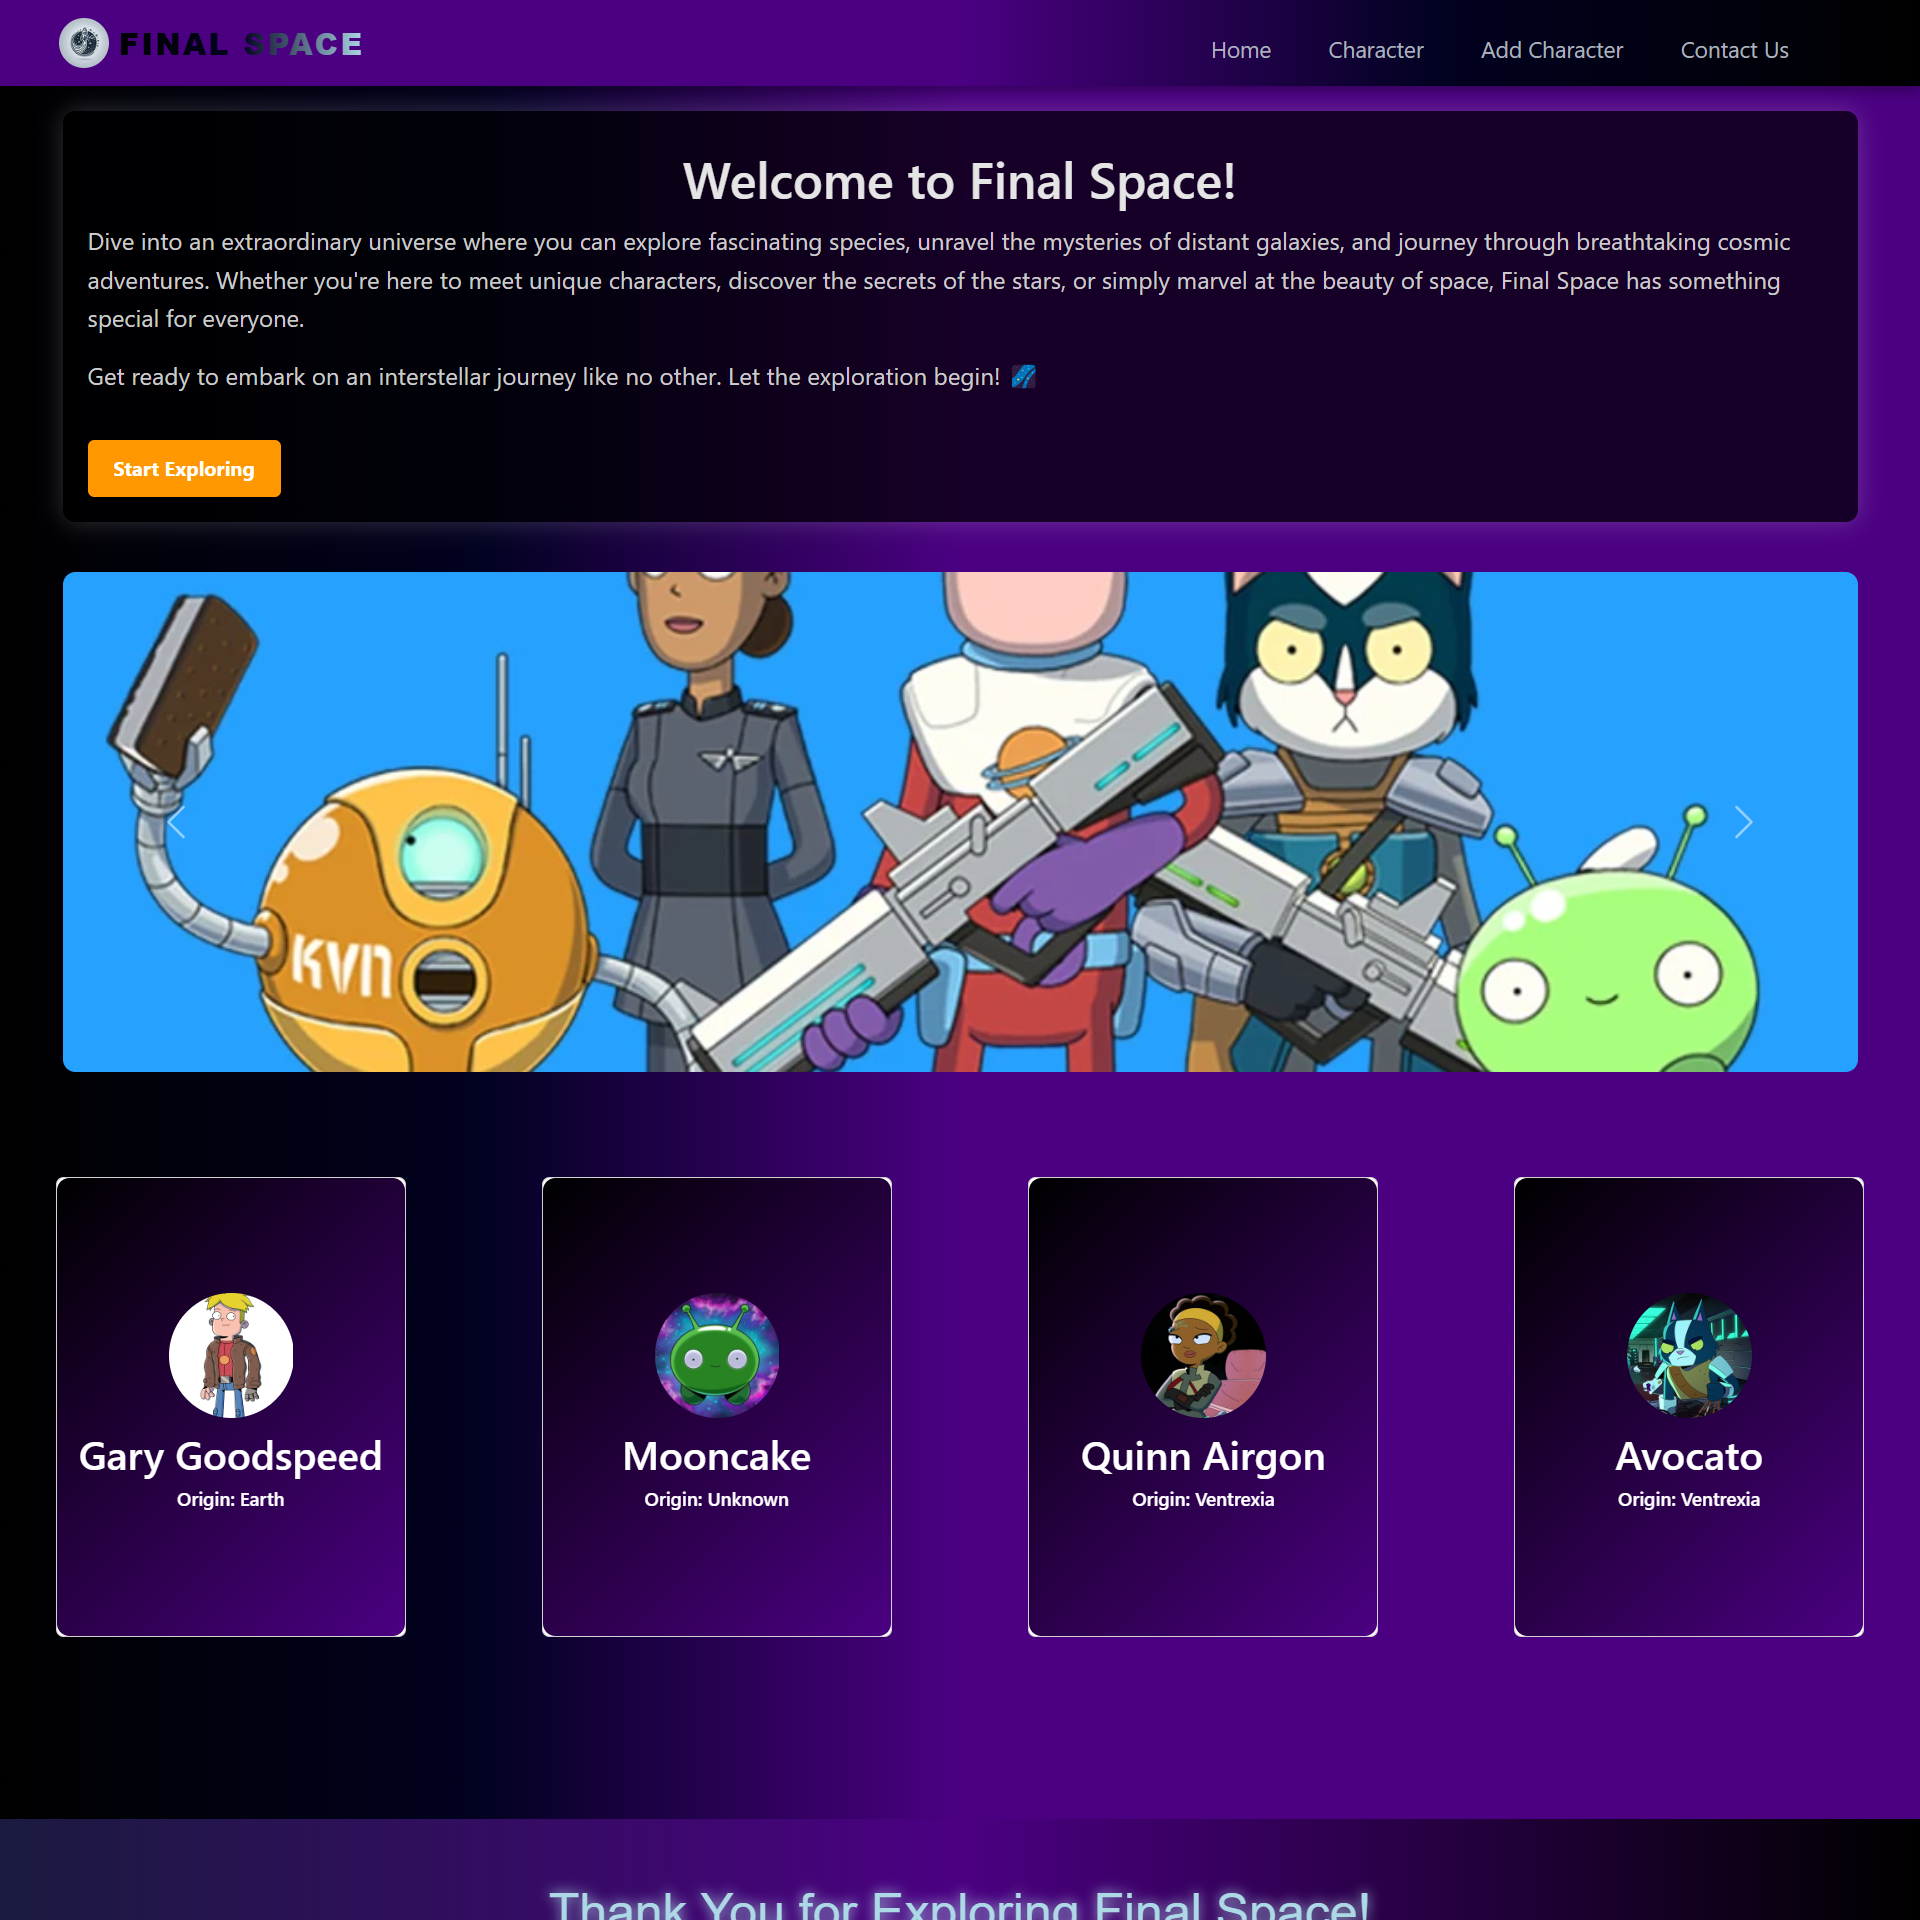 FINAL SPACE
Home Character Add Character Contact Us
Welcome to Final Space!
Dive into an extraordinary universe where you can explore fascinating species, unravel the mysteries of distant galaxies, and journey through breathtaking cosmic
adventures. Whether you're here to meet unique characters, discover the secrets of the stars, or simply marvel at the beauty of space, Final Space has something
special for everyone.
Get ready to embark on an interstellar journey like no other. Let the exploration begin! 🌌
Start Exploring
KVN
Gary Goodspeed
Origin: Earth
Mooncake
Origin: Unknown
Quinn Airgon
Origin: Ventrexia
Avocato
Origin: Ventrexia
Thank You for Exploring Final Space!